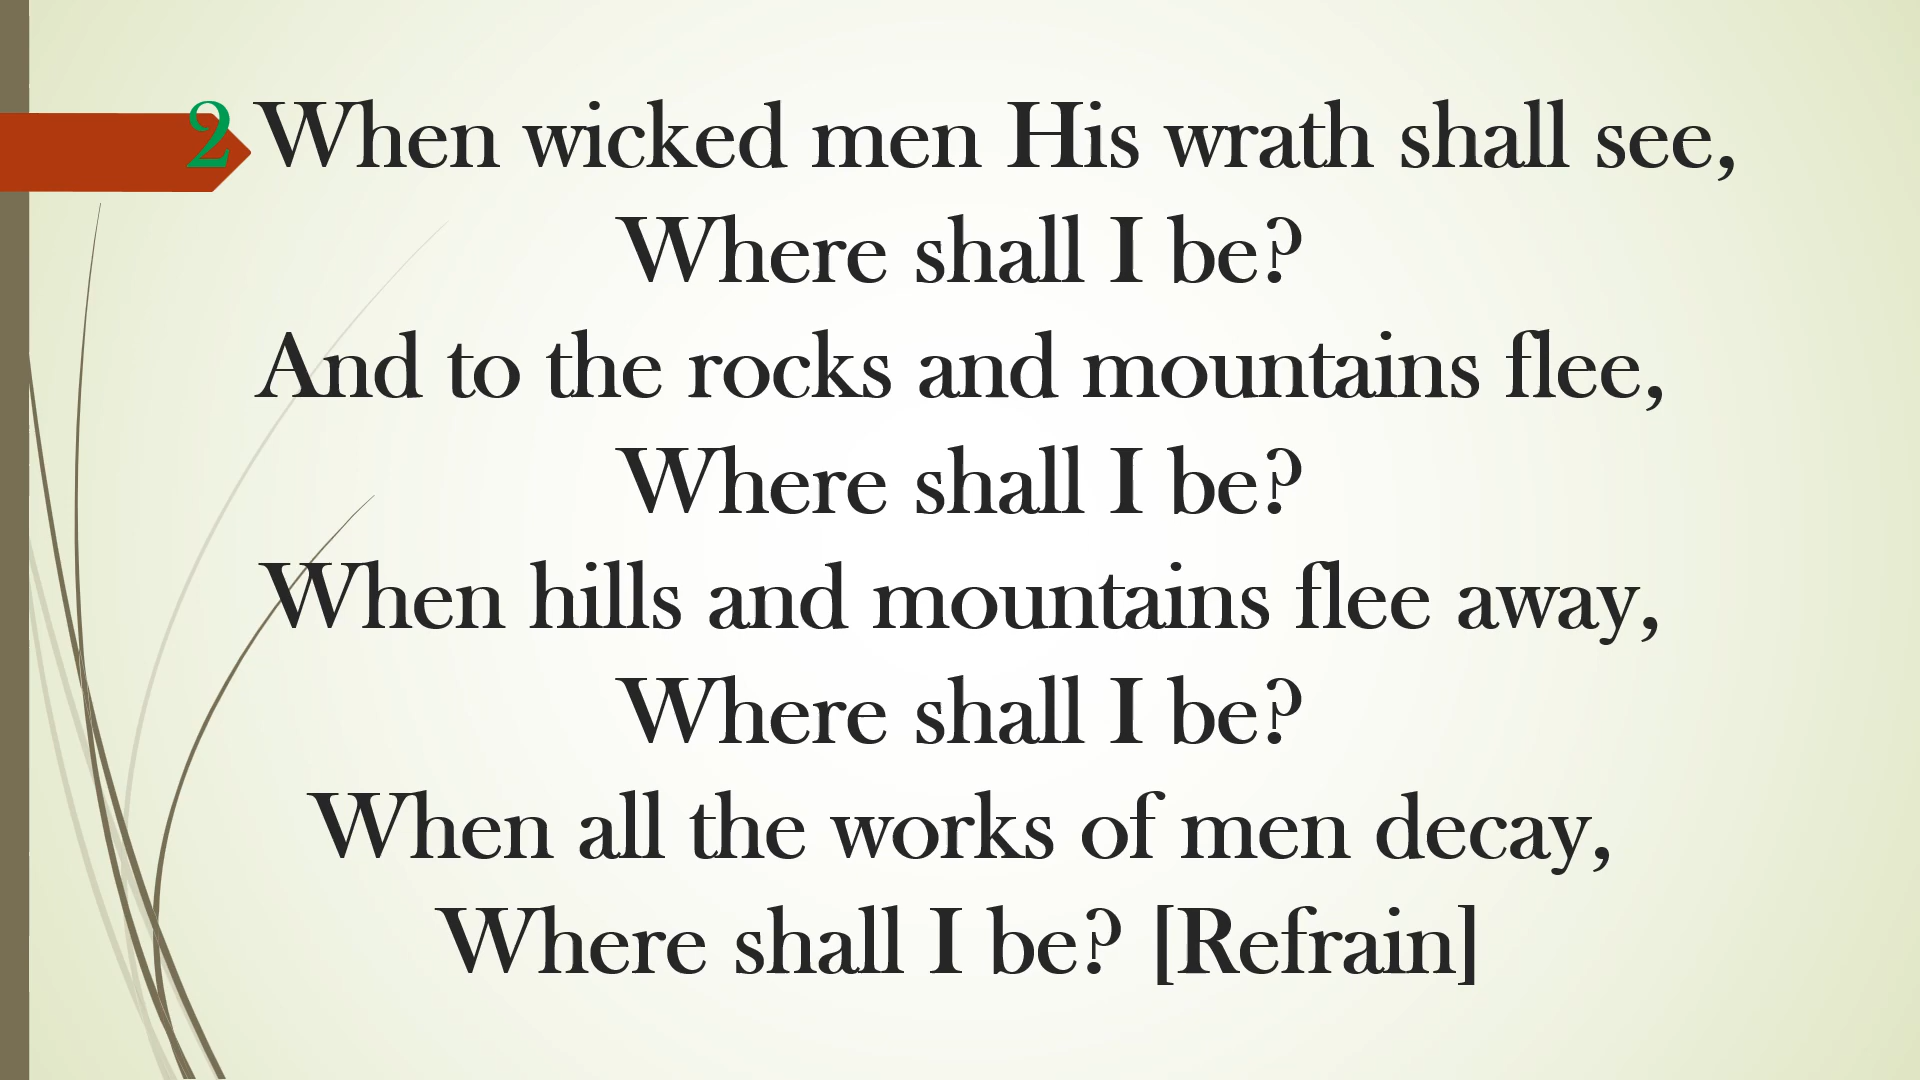 2 When wicked men His wrath shall see,
Where shall I be?
And to the rocks and mountains flee,
Where shall I be?
When hills and mountains flee away,
Where shall I be?
When all the works of men decay,
Where shall I be? [Refrain]